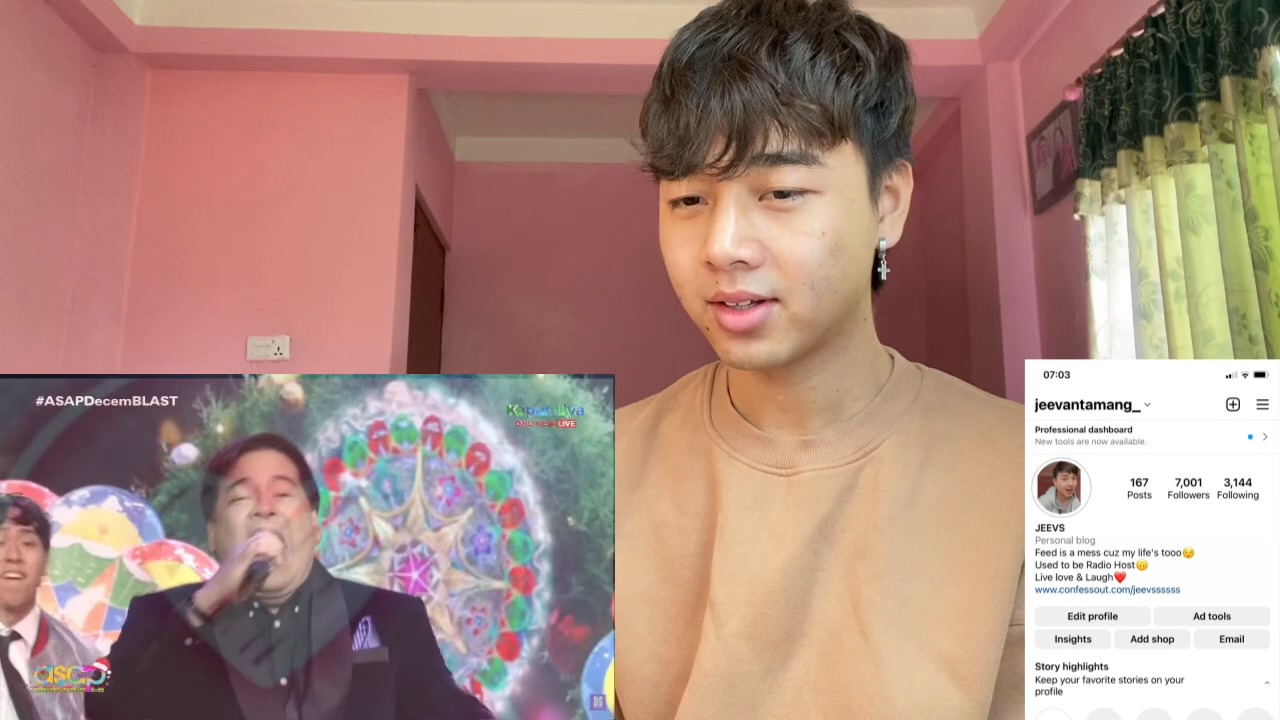 #ASAPDecemBLAST
Kapamilya
LIVE
asap
07:03
jeevantamang_
Professional dashboard
New tools are now available.
167
7,001
3,144
Posts
Followers
Following
JEEVS
Personal blog
Feed is a mess cuz my life's tooo😔
Used to be Radio Host🙂
Live love & Laugh❤️
www.confessout.com/jeevssssss
Edit profile
Ad tools
Insights
Add shop
Email
Story highlights
Keep your favorite stories on your
profile